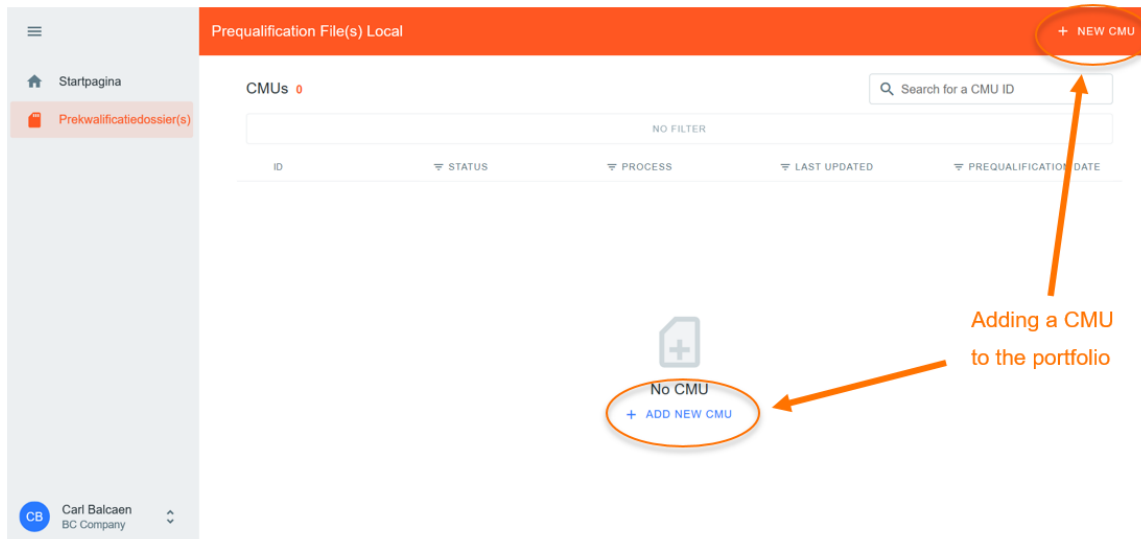 Prequalification File(s) Local
+ NEW CMU
Startpagina
Prekwalificatiedossier(s)
CMUs 0
Search for a CMU ID
NO FILTER
ID STATUS PROCESS LAST UPDATED PREQUALIFICATION DATE
Adding a CMU
to the portfolio
No CMU
+ ADD NEW CMU
CB
Carl Balcaen
BC Company